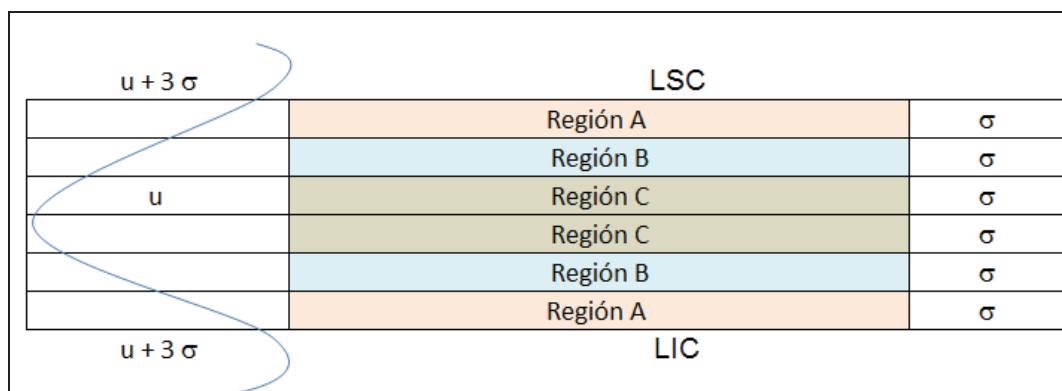 u + 3 σ LSC
Región A σ
Región B σ
u Región C σ
Región C σ
Región B σ
Región A σ
u + 3 σ LIC